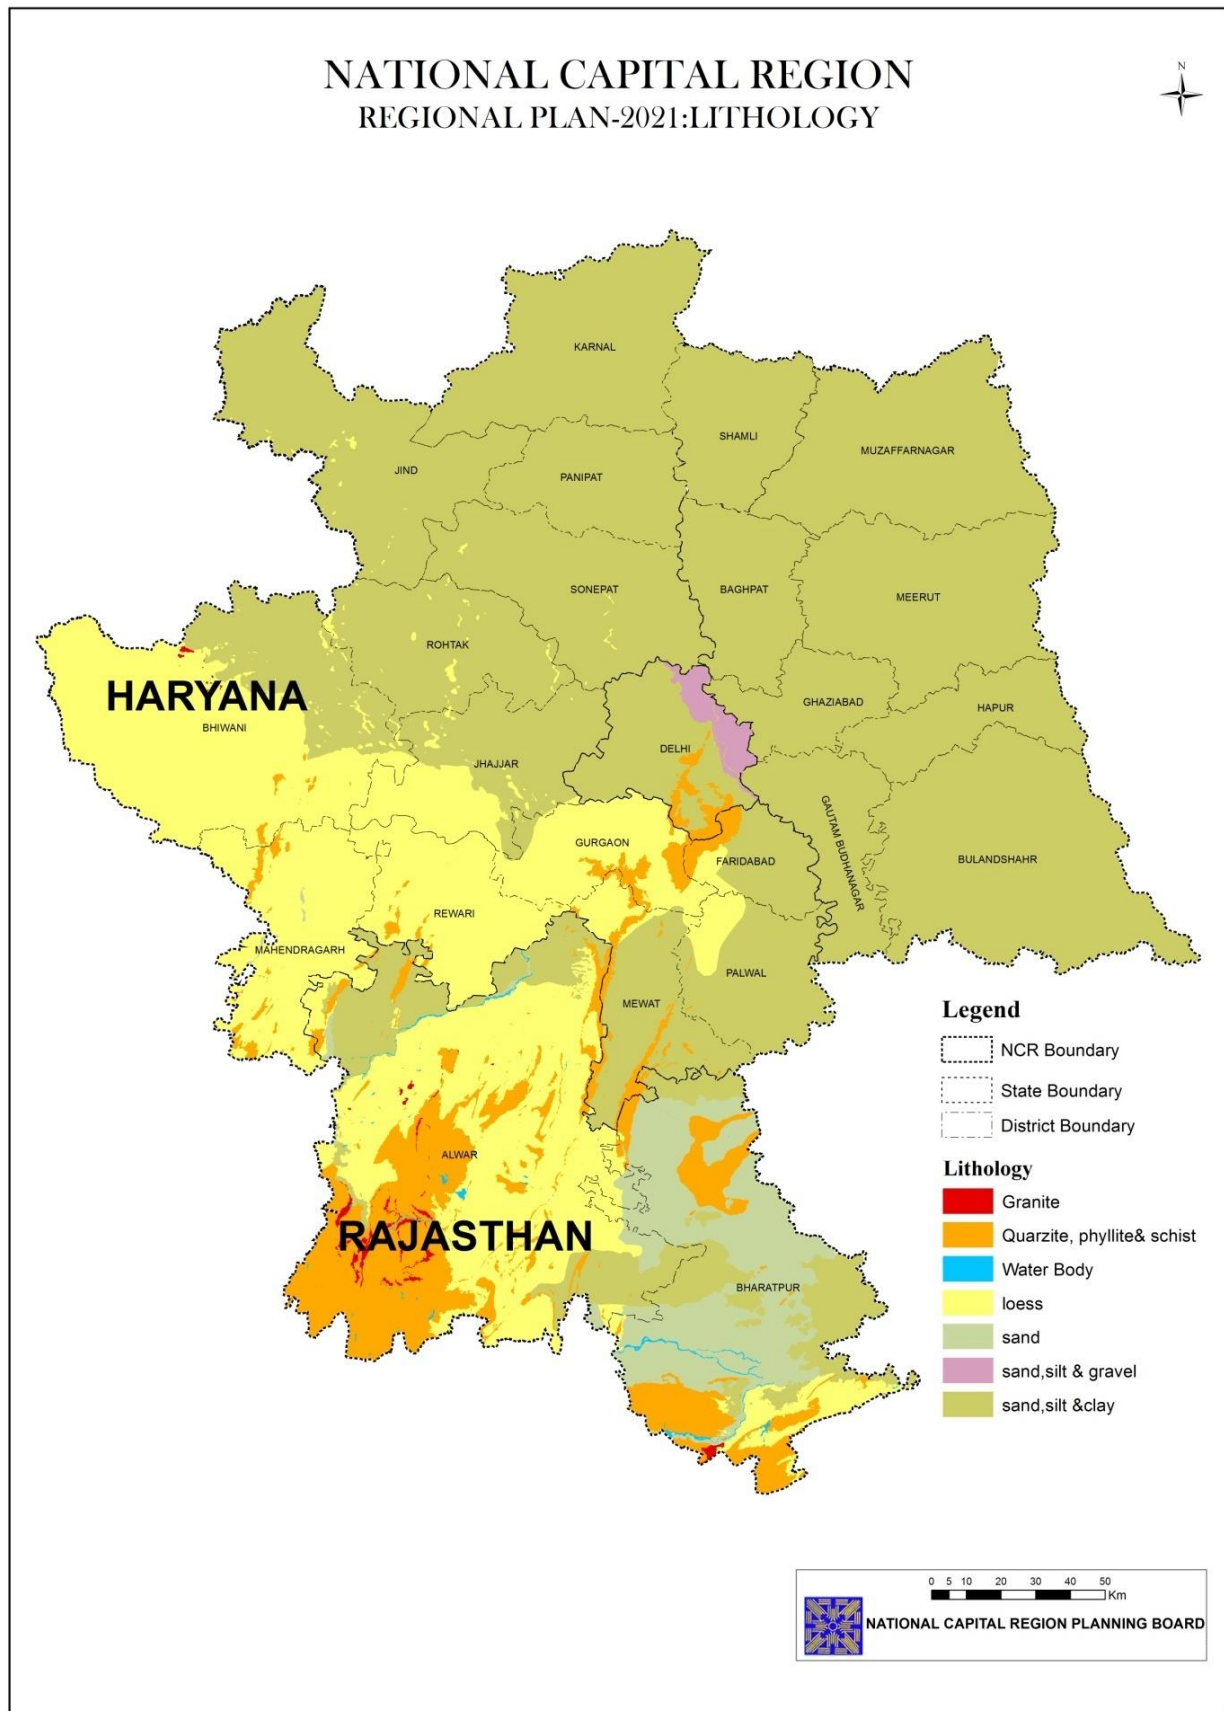 NATIONAL CAPITAL REGION
REGIONAL PLAN-2021:LITHOLOGY
N
KARNAL
SHAMLI
MUZAFFARNAGAR
JIND
PANIPAT
SONEPAT
BAGHPAT
MEERUT
ROHTAK
HARYANA
BHIWANI
GHAZIABAD
HAPUR
DELHI
JHAJJAR
GAUTAM BUDHANAGAR
GURGAON
FARIDABAD
BULANDSHAHR
REWARI
MAHENDRAGARH
PALWAL
MEWAT
ALWAR
RAJASTHAN
BHARATPUR
Legend
NCR Boundary
State Boundary
District Boundary
Lithology
Granite
Quarzite, phyllite& schist
Water Body
loess
sand
sand,silt & gravel
sand,silt &clay
0 5 10 20 30 40 50
Km
NATIONAL CAPITAL REGION PLANNING BOARD